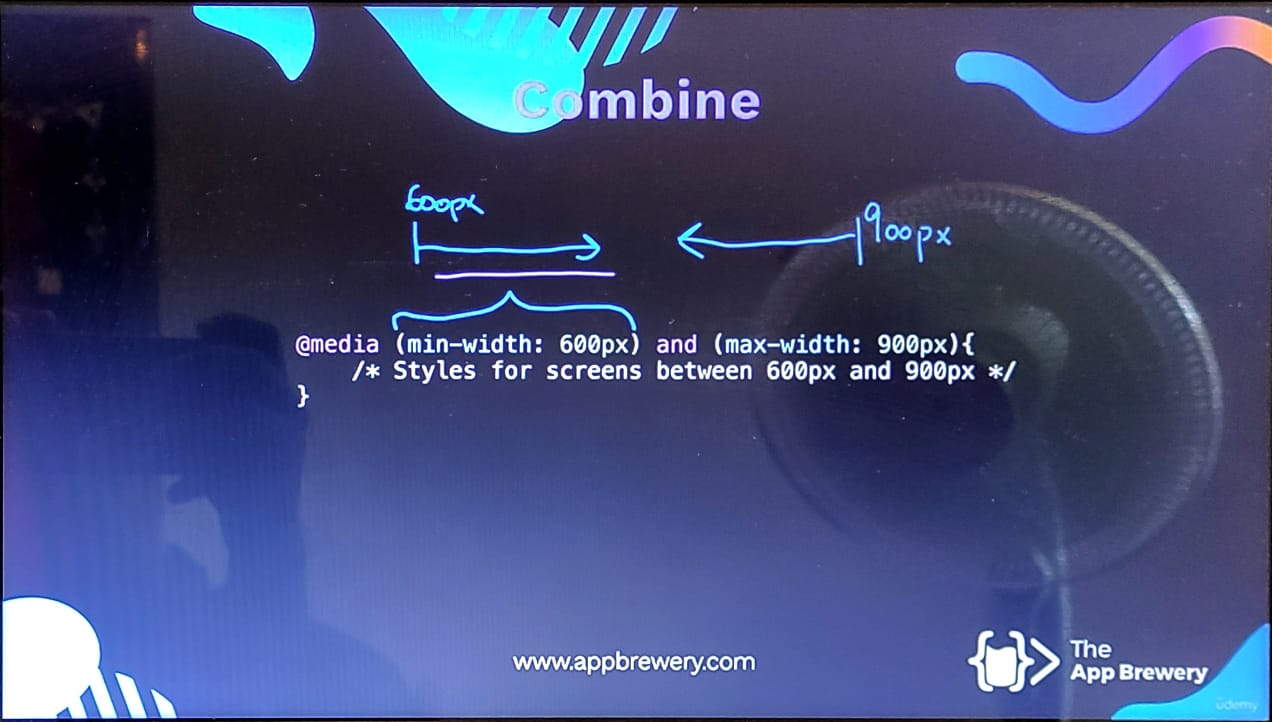 Combine
600px
900px
@media (min-width: 600px) and (max-width: 900px){
/* Styles for screens between 600px and 900px */
}
www.appbrewery.com
The
App Brewery
ûdemy